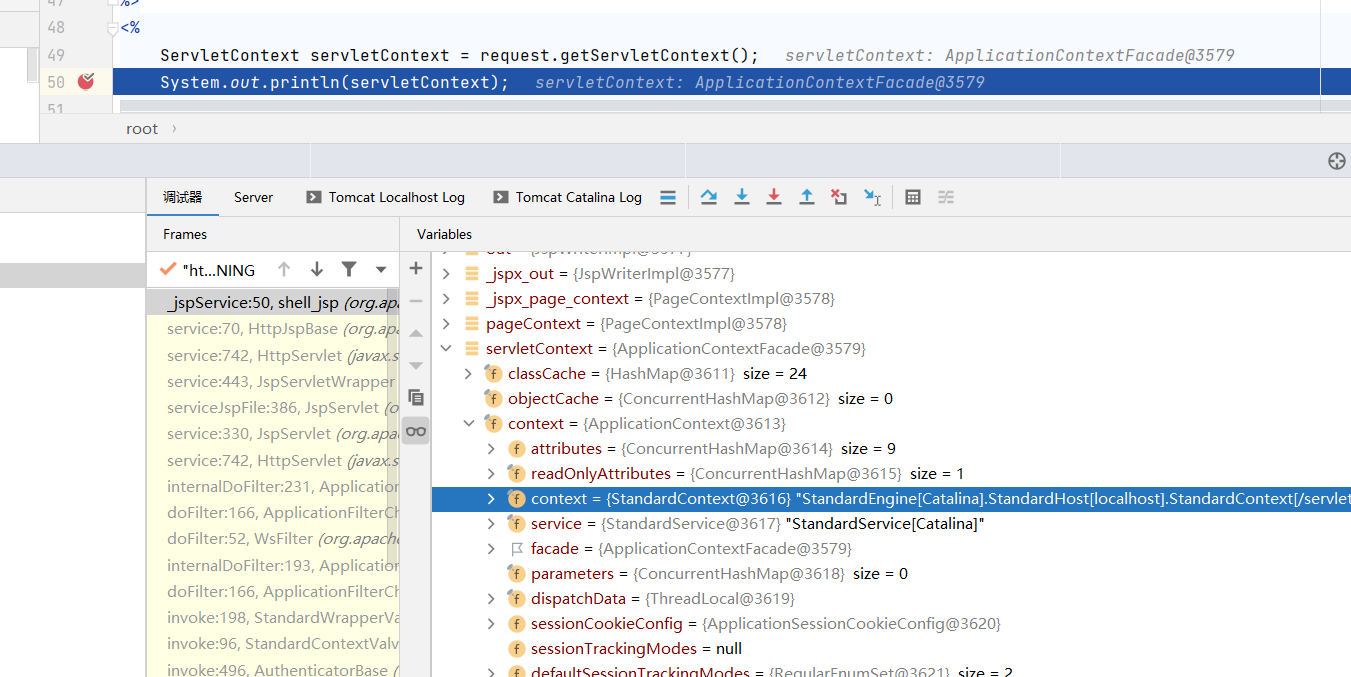 47 %>
48 <%
49 ServletContext servletContext = request.getServletContext(); servletContext: ApplicationContextFacade@3579
50 System.out.println(servletContext); servletContext: ApplicationContextFacade@3579
51
root ›
调试器 Server Tomcat Localhost Log Tomcat Catalina Log
Frames Variables
"ht...NING
_jspService:50, shell_jsp (org.apa
service:70, HttpJspBase (org.apa
service:742, HttpServlet (javax.s
service:443, JspServletWrapper
serviceJspFile:386, JspServlet (o
service:330, JspServlet (org.apa
service:742, HttpServlet (javax.s
internalDoFilter:231, Application
doFilter:166, ApplicationFilterCh
doFilter:52, WsFilter (org.apache
internalDoFilter:193, Application
doFilter:166, ApplicationFilterCh
invoke:198, StandardWrapperVa
invoke:96, StandardContextValv
invoke:496, AuthenticatorBase (
out = {JspWriterImpl@3577}
_jspx_out = {JspWriterImpl@3577}
_jspx_page_context = {PageContextImpl@3578}
pageContext = {PageContextImpl@3578}
servletContext = {ApplicationContextFacade@3579}
classCache = {HashMap@3611} size = 24
objectCache = {ConcurrentHashMap@3612} size = 0
context = {ApplicationContext@3613}
attributes = {ConcurrentHashMap@3614} size = 9
readOnlyAttributes = {ConcurrentHashMap@3615} size = 1
context = {StandardContext@3616} "StandardEngine[Catalina].StandardHost[localhost].StandardContext[/servlet
service = {StandardService@3617} "StandardService[Catalina]"
facade = {ApplicationContextFacade@3579}
parameters = {ConcurrentHashMap@3618} size = 0
dispatchData = {ThreadLocal@3619}
sessionCookieConfig = {ApplicationSessionCookieConfig@3620}
sessionTrackingModes = null
defaultSessionTrackingModes = {RegularEnumSet@3621} size = 2